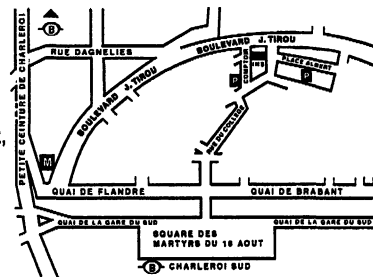 B
RUE DAGNELIES
BOULEVARD J. TIROU
PETITE CEINTURE DE CHARLEROI
COMPTOIR
INS
PLACE ALBERT
P
P
BOULEVARD J. TIROU
RUE DU COLLEGE
M
QUAI DE FLANDRE
QUAI DE BRABANT
QUAI DE LA GARE DU SUD
QUAI DE LA GARE DU SUD
SQUARE DES
MARTYRS DU 18 AOUT
B CHARLEROI SUD